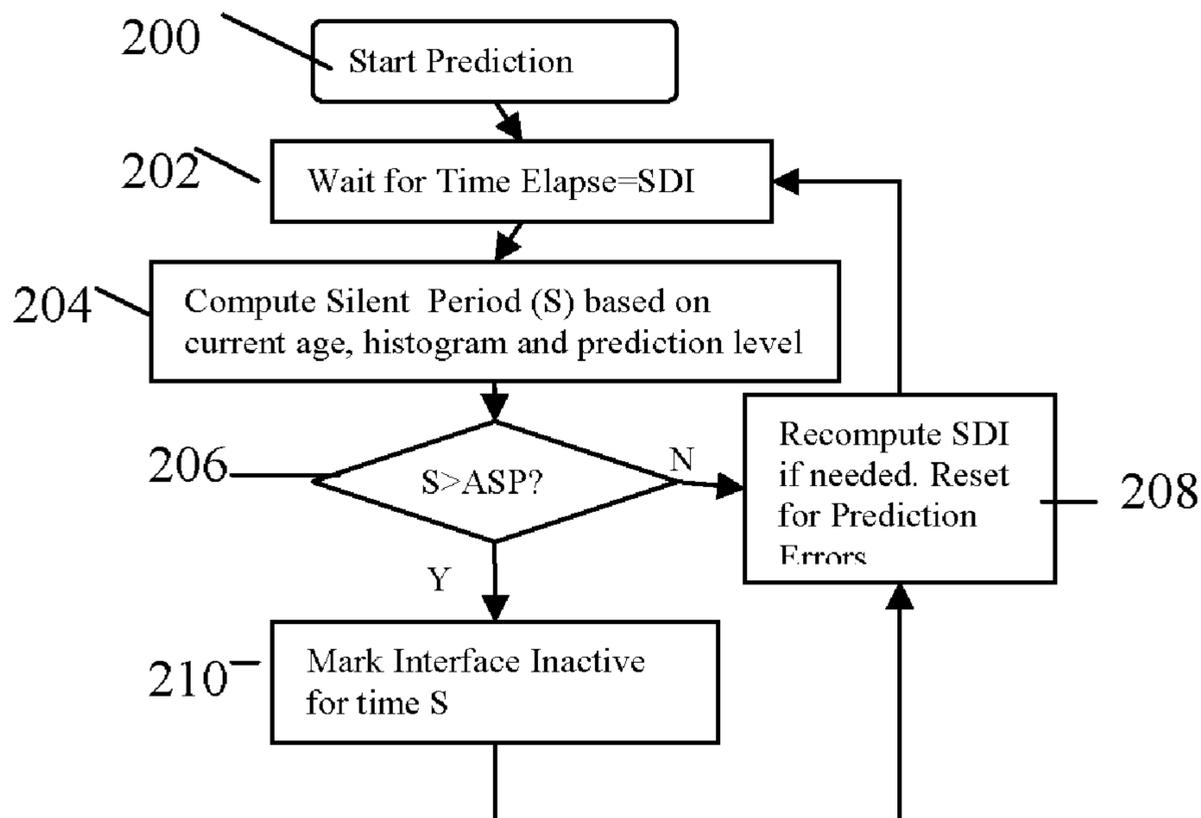 200
Start Prediction
202
Wait for Time Elapse=SDI
204
Compute Silent Period (S) based on
current age, histogram and prediction level
206
S>ASP?
N
Recompute SDI
if needed. Reset
for Prediction
Errors
208
Y
210
Mark Interface Inactive
for time S